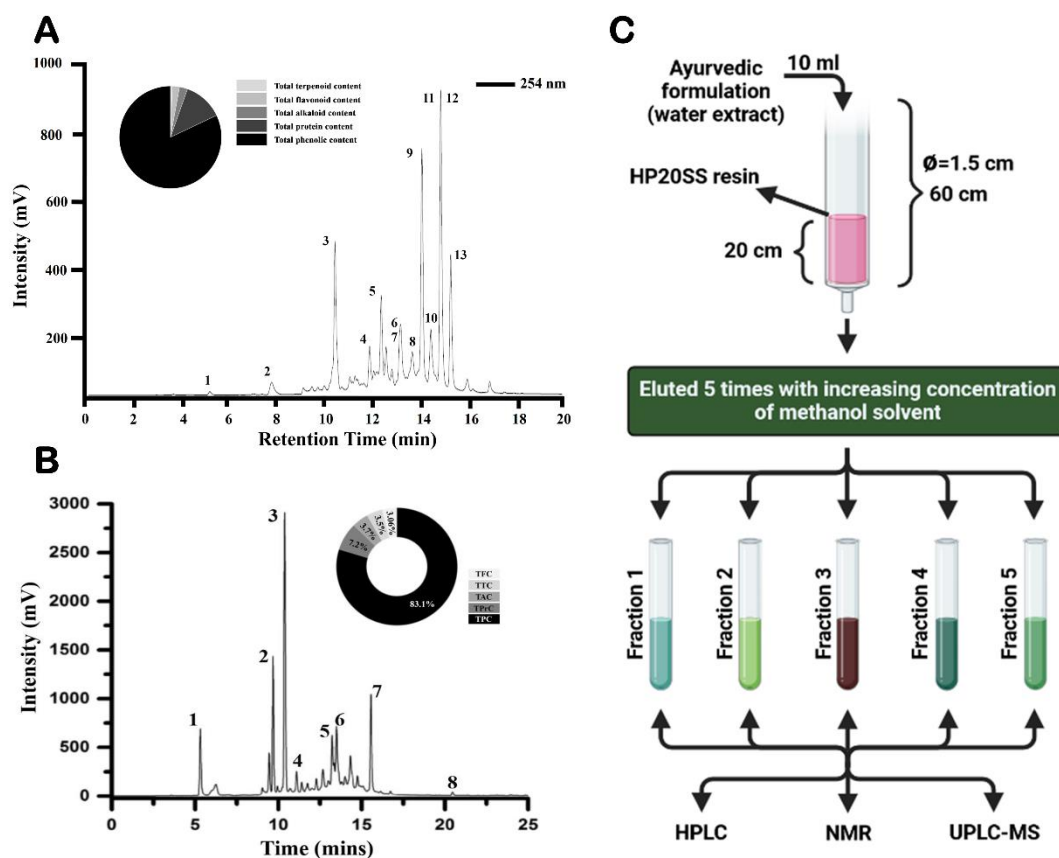 A
1000
800
600
400
200
Intensity (mV)
0
2
4
6
8
10
12
14
16
18
20
Retention Time (min)
Total terpenoid content
Total flavonoid content
Total alkaloid content
Total protein content
Total phenolic content
254 nm
1
2
3
4
5
6
7
8
9
10
11
12
13
B
3000
2500
2000
1500
1000
500
0
Intensity (mV)
0
5
10
15
20
25
Time (mins)
1
2
3
4
5
6
7
8
7.2%
3.7%
3.5%
3.06%
83.1%
TFC
TTC
TAC
TPrC
TPC
C
Ayurvedic
formulation
(water extract)
10 ml
HP20SS resin
20 cm
Ø=1.5 cm
60 cm
Eluted 5 times with increasing concentration
of methanol solvent
Fraction 1
Fraction 2
Fraction 3
Fraction 4
Fraction 5
HPLC
NMR
UPLC-MS